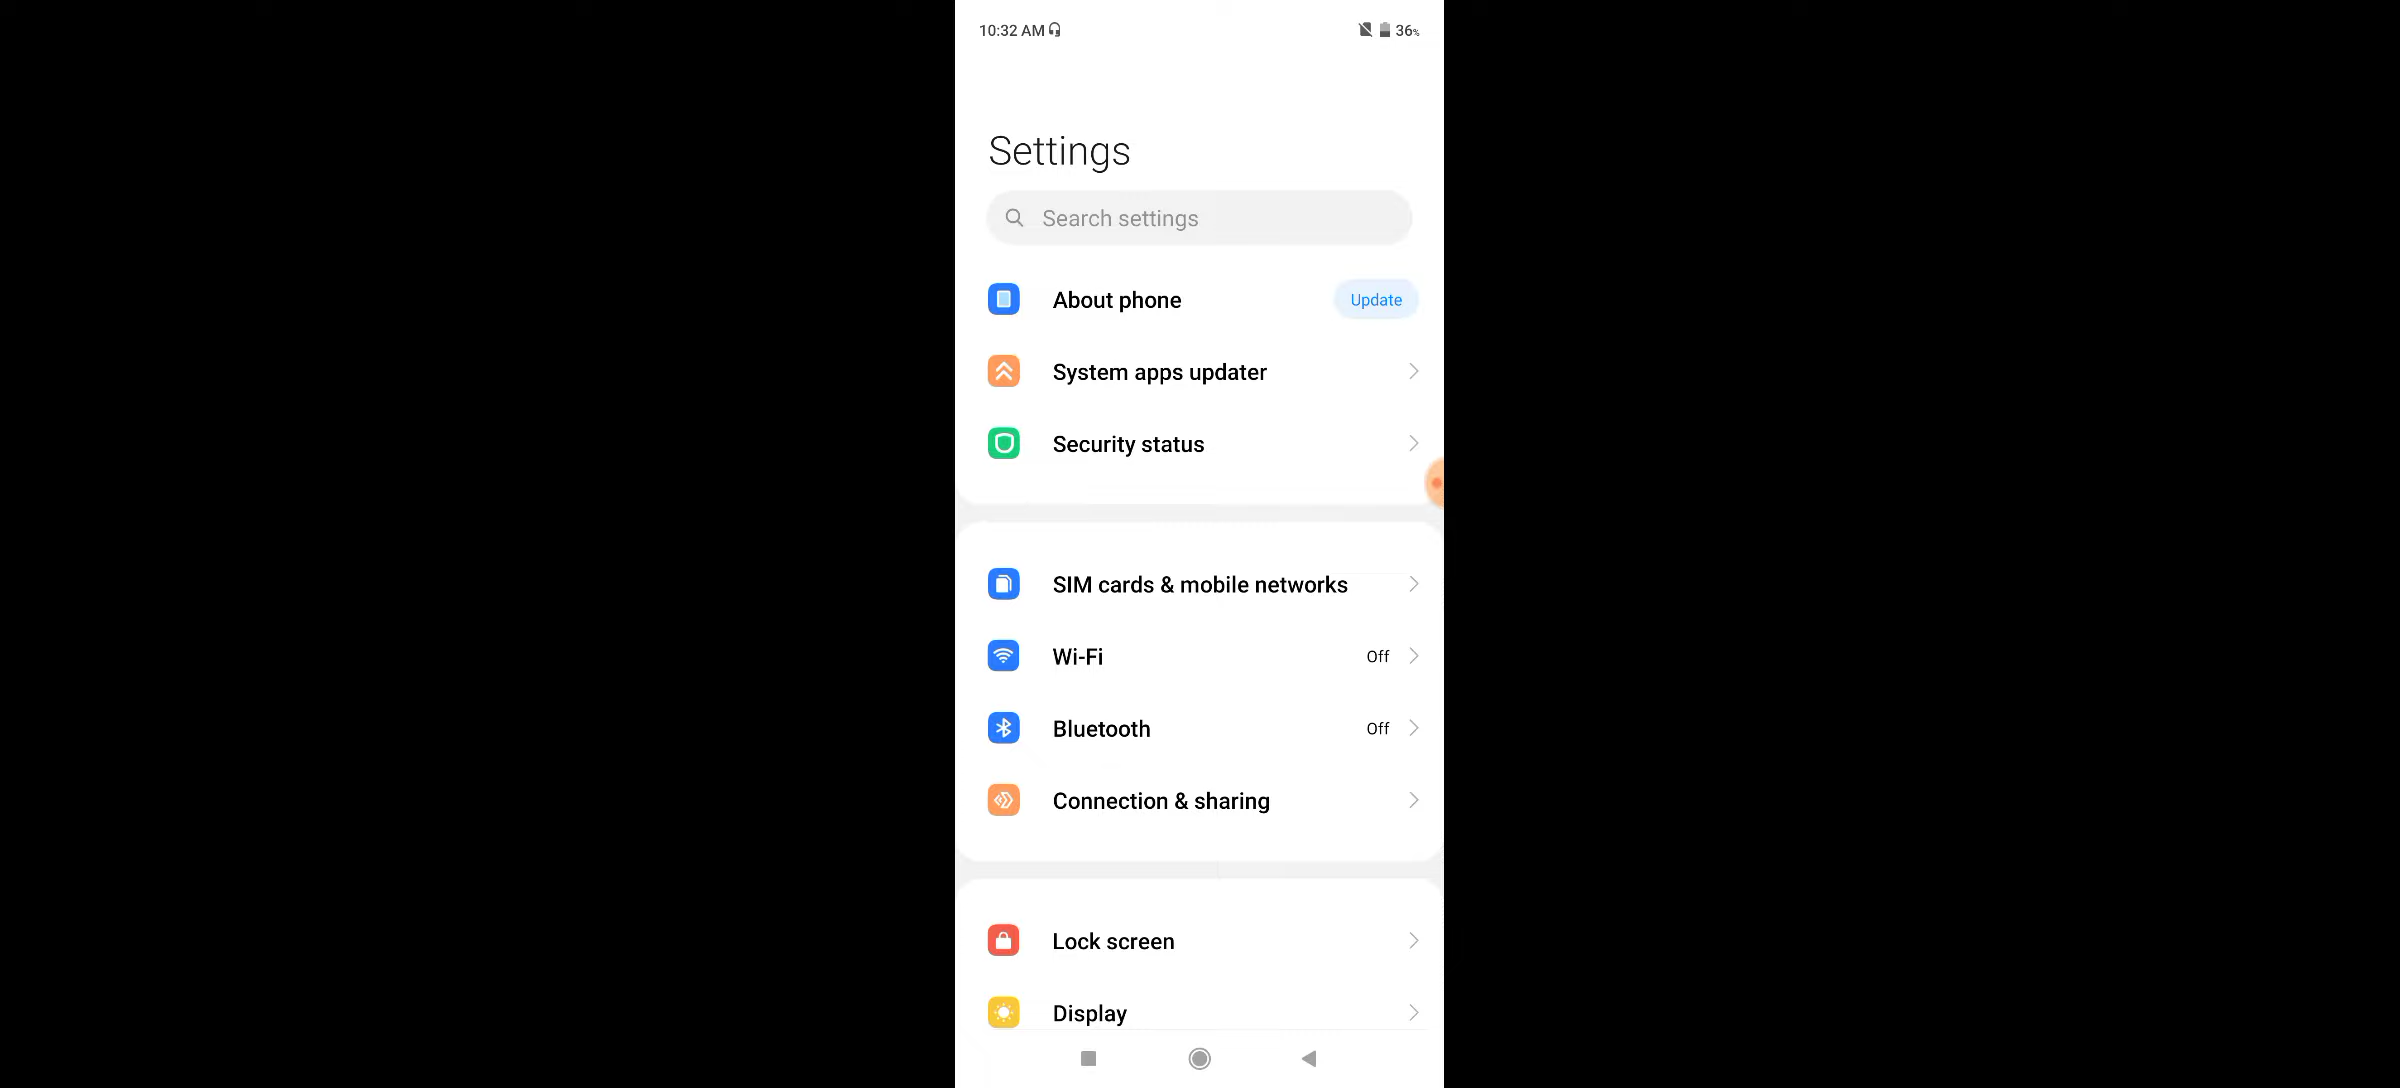 10:32 AM
36%
Settings
Search settings
About phone
Update
System apps updater
Security status
SIM cards & mobile networks
Wi-Fi
Off
Bluetooth
Off
Connection & sharing
Lock screen
Display